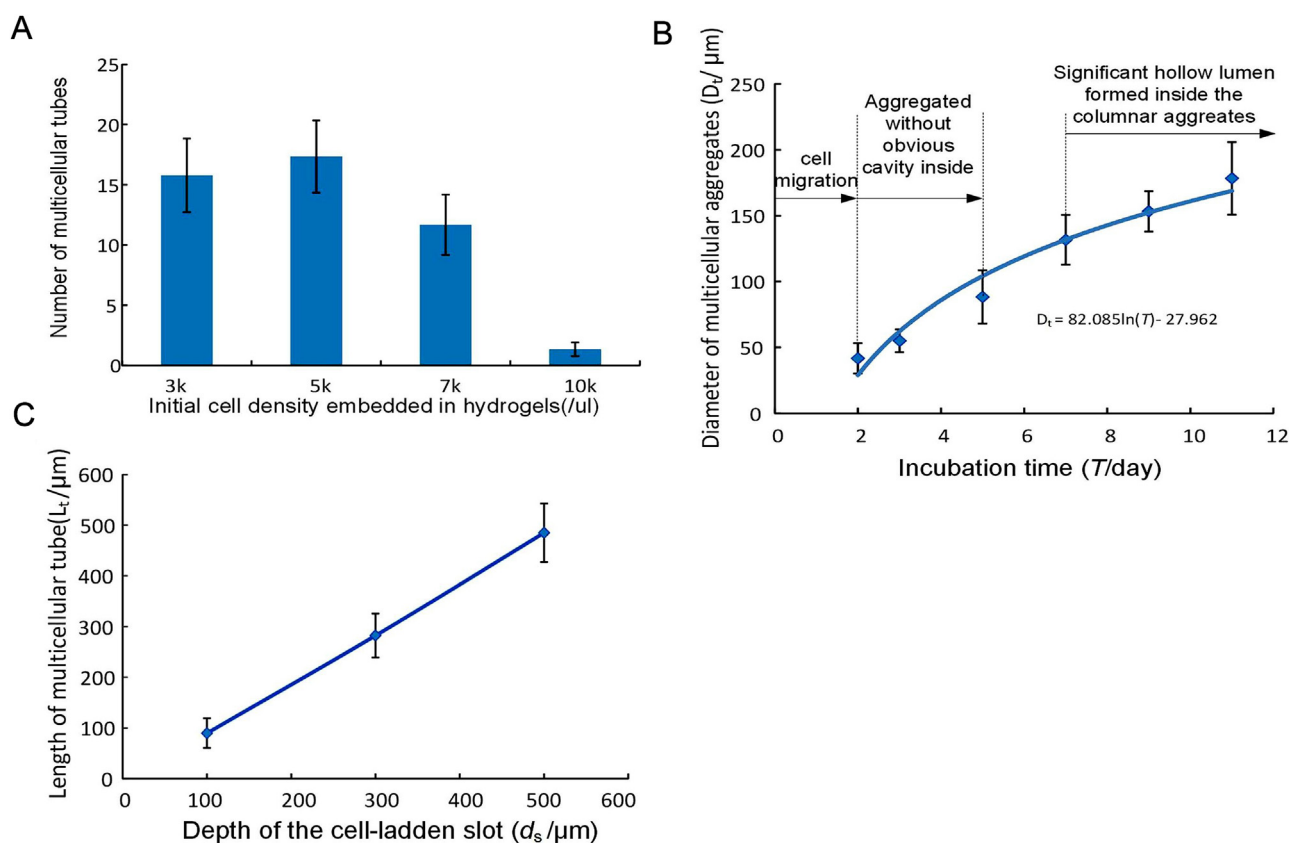 A
Number of multicellular tubes
25
20
15
10
5
0
3k
5k
7k
10k
Initial cell density embedded in hydrogels(/ul)
B
Diameter of multicellular aggregates (Dt/ μm)
250
200
150
100
50
0
cell
migration
Aggregated
without
obvious
cavity inside
Significant hollow lumen
formed inside the
columnar aggreates
Dt = 82.085ln(T)- 27.962
0 2 4 6 8 10 12
Incubation time (T/day)
C
Length of multicellular tube(Lt/μm)
600
500
400
300
200
100
0
0 100 200 300 400 500 600
Depth of the cell-ladden slot (ds/μm)